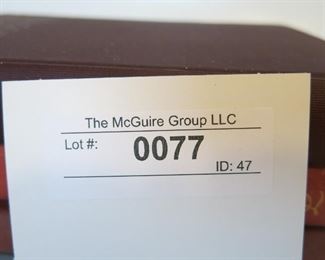 The McGuire Group LLC
Lot #: 0077
ID: 47